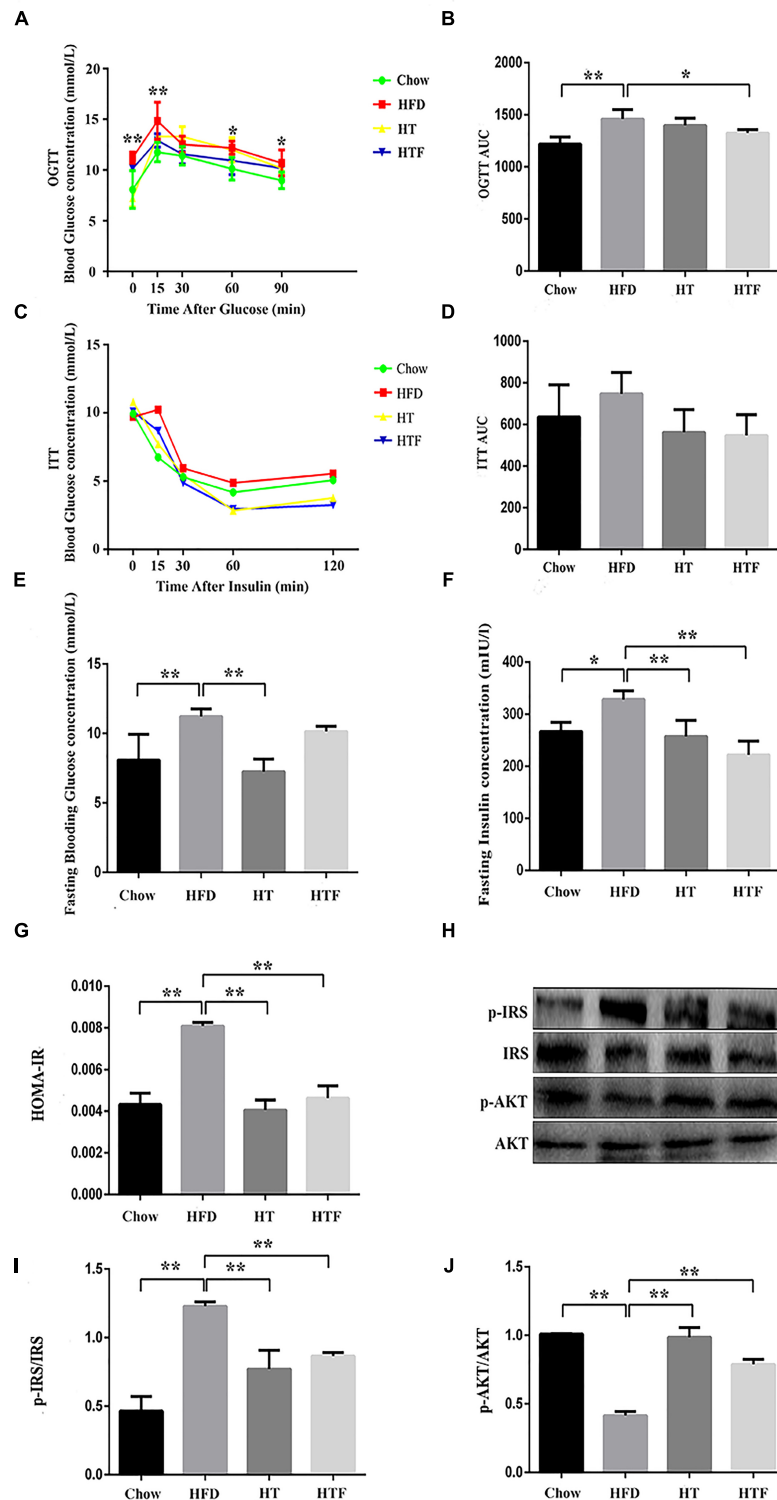 A
OGTT
Blood Glucose concentration (mmol/L)
20
15
10
5
0
** ** * *
Chow
HFD
HT
HTF
0 15 30 60 90
Time After Glucose (min)
B
OGTT AUC
2000
1500
1000
500
0
** *
Chow HFD HT HTF
C
ITT
Blood Glucose concentration (mmol/L)
15
10
5
0
Chow
HFD
HT
HTF
0 15 30 60 120
Time After Insulin (min)
D
ITT AUC
1000
800
600
400
200
0
Chow HFD HT HTF
E
Fasting Blooding Glucose concentration (mmol/L)
15
10
5
0
** **
Chow HFD HT HTF
F
Fasting Insulin concentration (mIU/l)
400
300
200
100
0
**
* **
Chow HFD HT HTF
G
HOMA-IR
0.010
0.008
0.006
0.004
0.002
0.000
**
** **
Chow HFD HT HTF
H
p-IRS
IRS
p-AKT
AKT
I
p-IRS/IRS
1.5
1.0
0.5
0.0
**
** **
Chow HFD HT HTF
J
p-AKT/AKT
1.5
1.0
0.5
0.0
**
** **
Chow HFD HT HTF